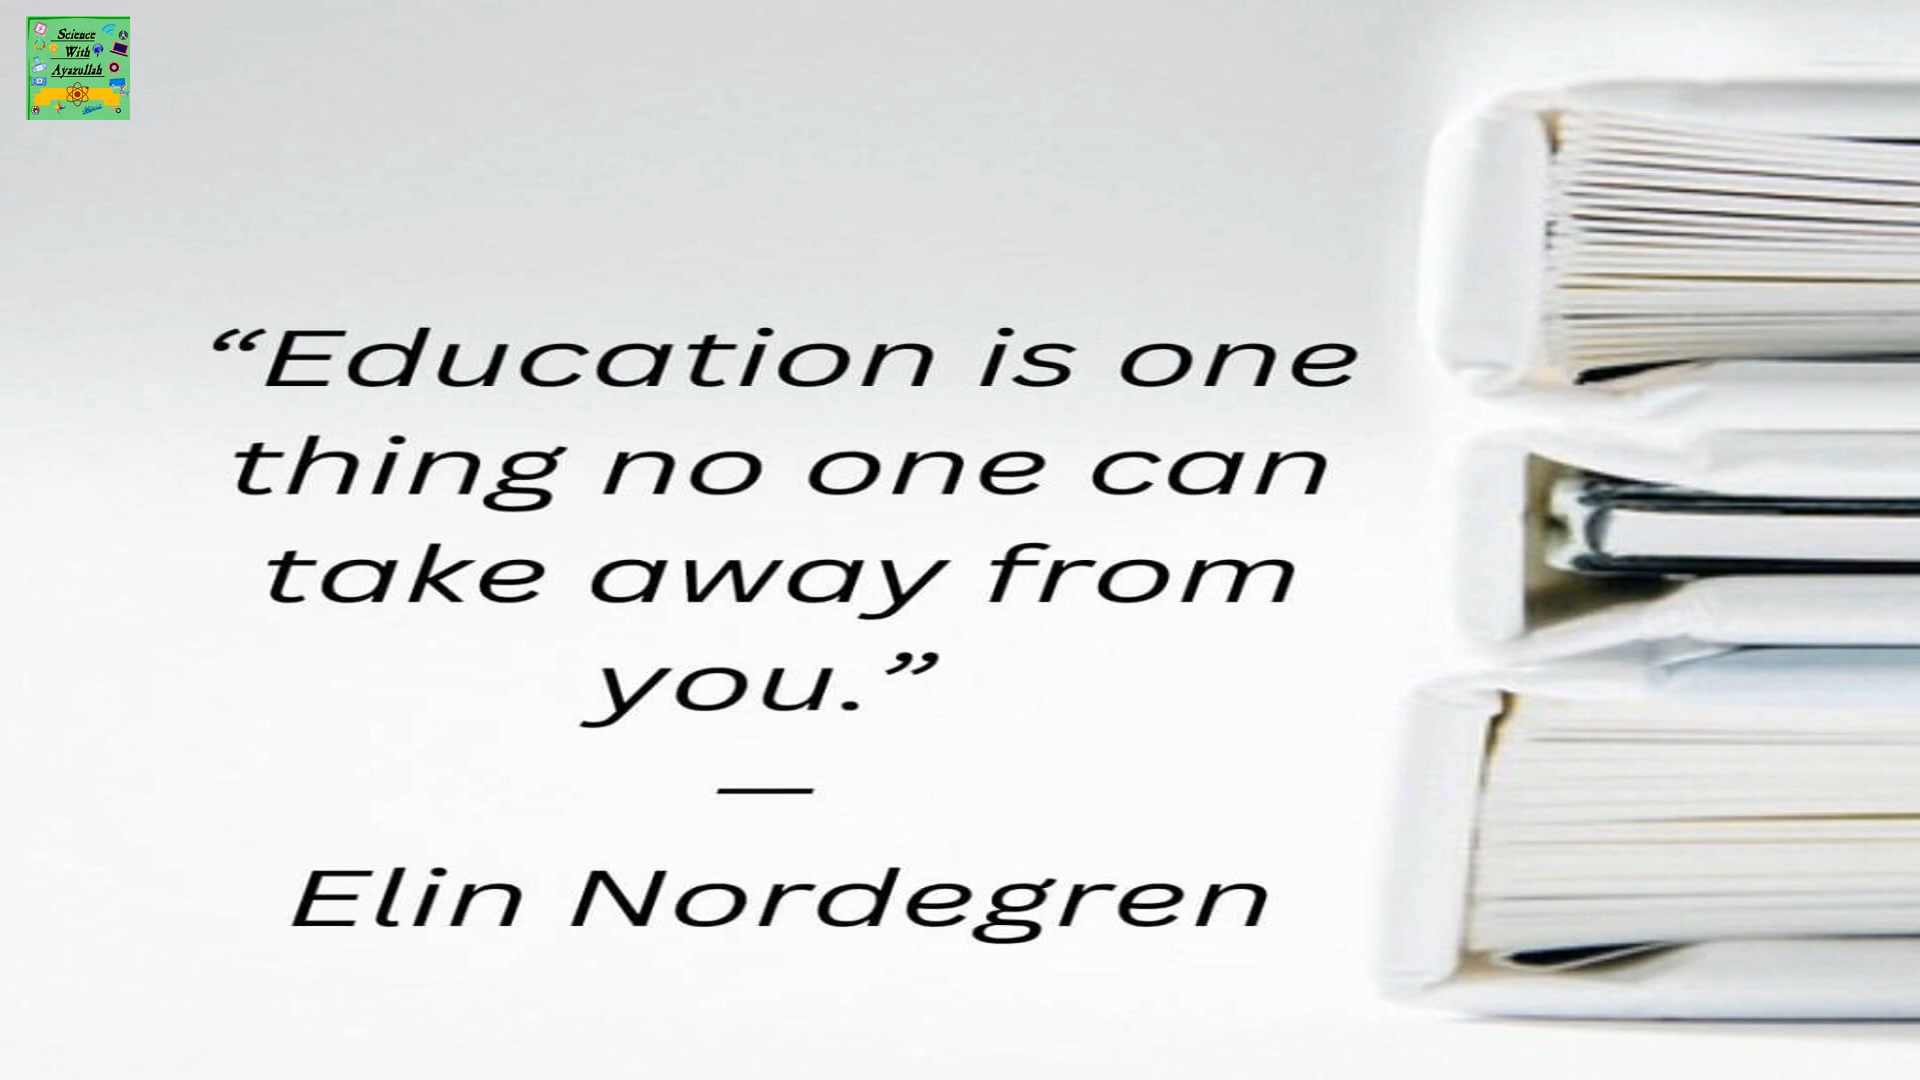 Science
With
Ayazullah
“Education is one
thing no one can
take away from
you.”
—
Elin Nordegren